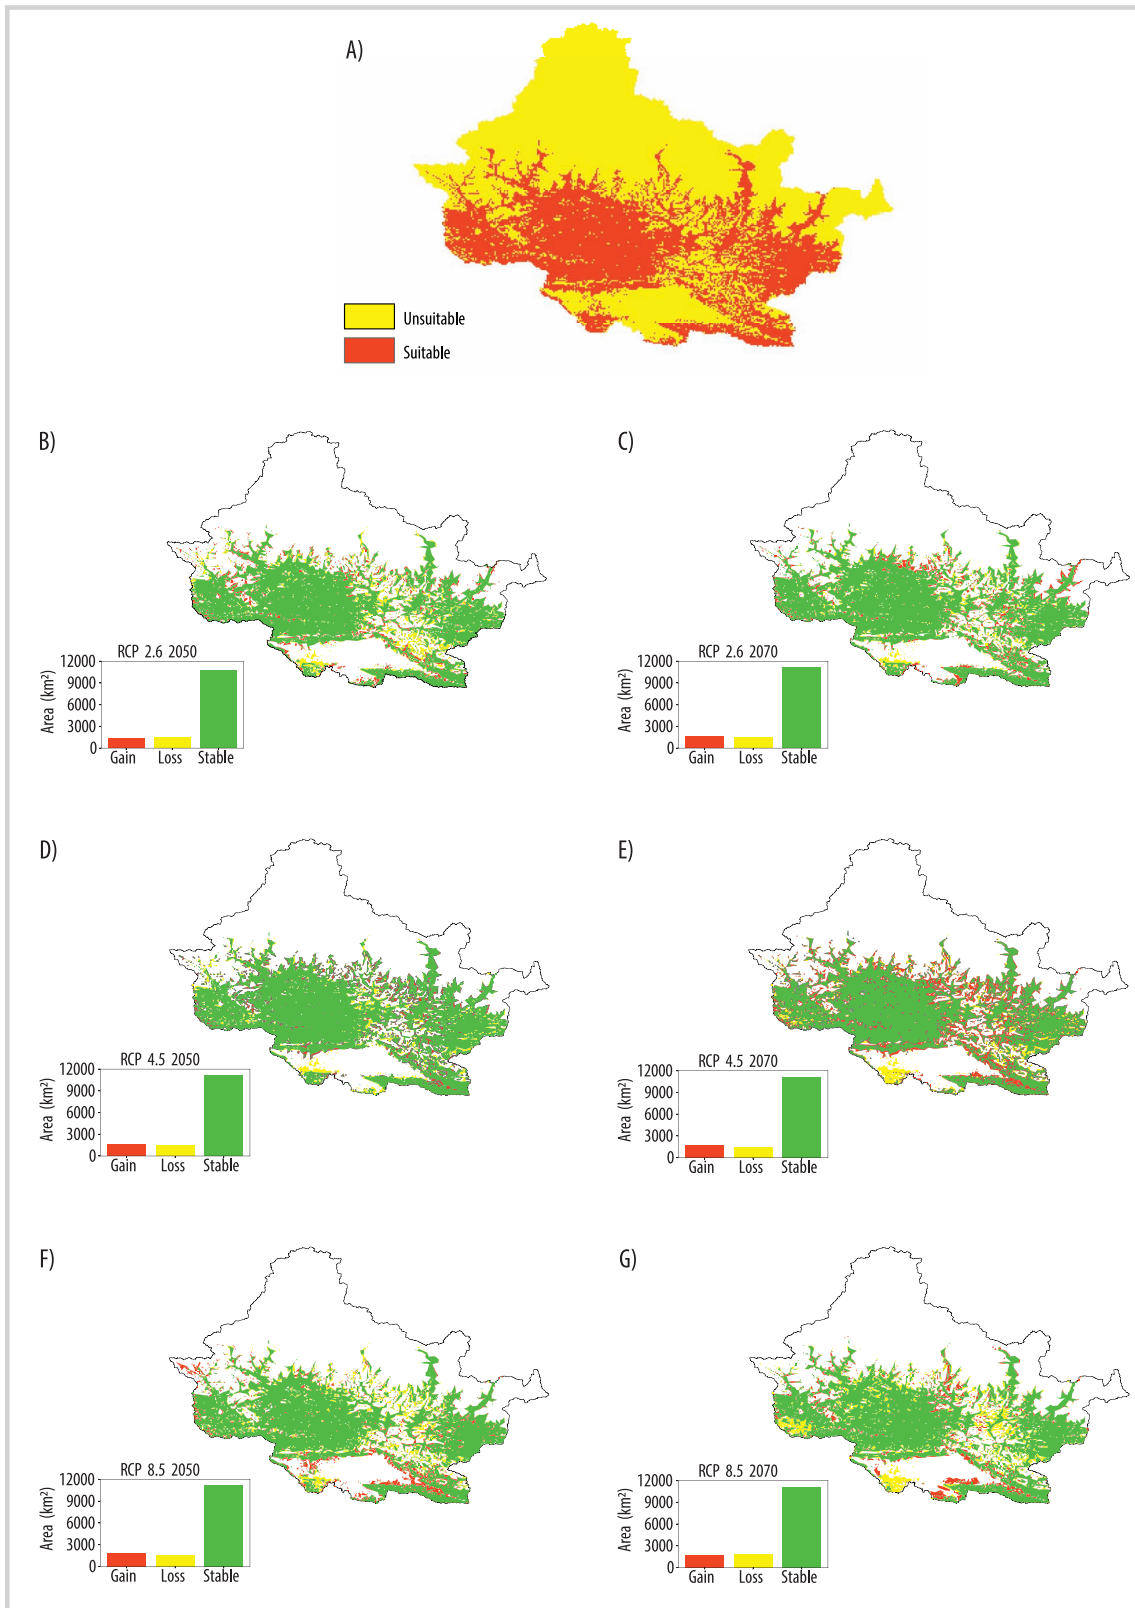 A)
Unsuitable
Suitable
B)
RCP 2.6 2050
Area (km²)
12000
9000
6000
3000
0
Gain Loss Stable
C)
RCP 2.6 2070
Area (km²)
12000
9000
6000
3000
0
Gain Loss Stable
D)
RCP 4.5 2050
Area (km²)
12000
9000
6000
3000
0
Gain Loss Stable
E)
RCP 4.5 2070
Area (km²)
12000
9000
6000
3000
0
Gain Loss Stable
F)
RCP 8.5 2050
Area (km²)
12000
9000
6000
3000
0
Gain Loss Stable
G)
RCP 8.5 2070
Area (km²)
12000
9000
6000
3000
0
Gain Loss Stable